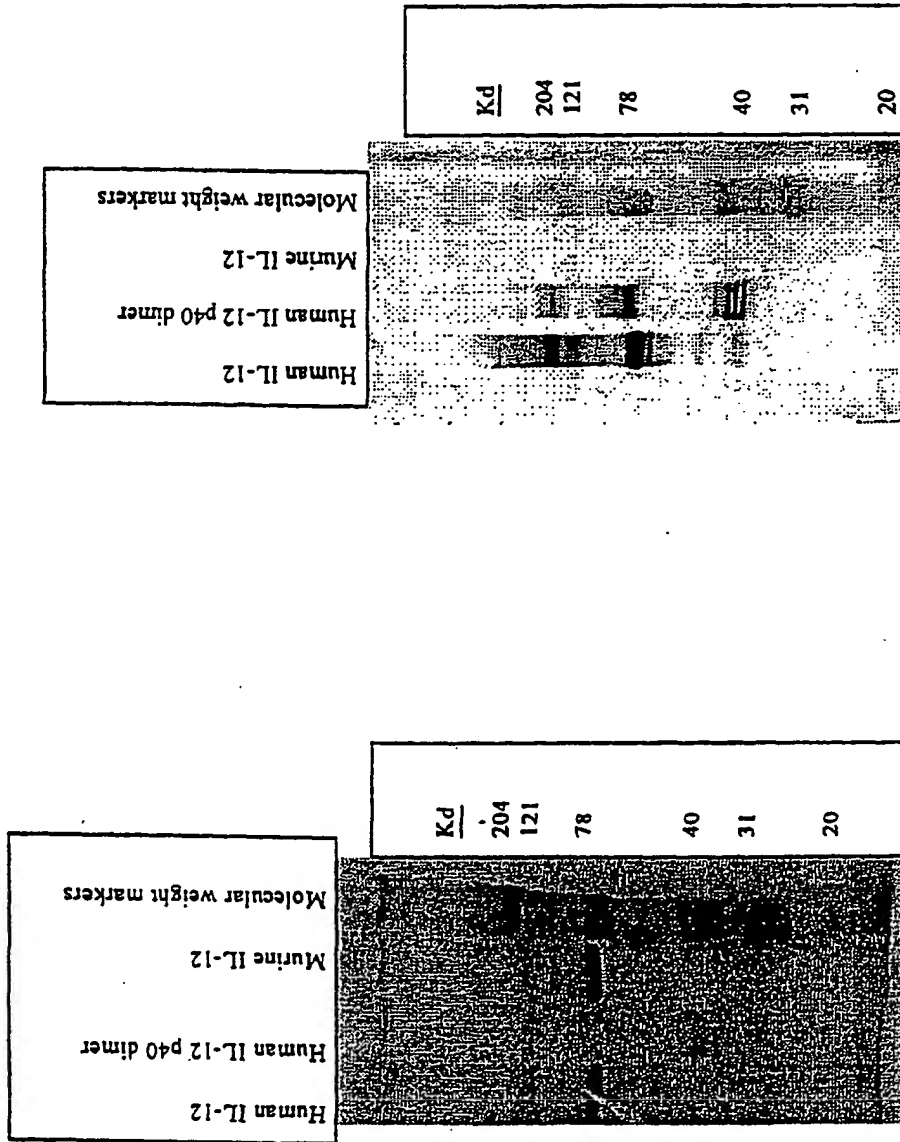 Molecular weight markers
Murine IL-12
Human IL-12 p40 dimer
Human IL-12
Kd
204
121
78
40
31
20
Molecular weight markers
Murine IL-12
Human IL-12 p40 dimer
Human IL-12
Kd
204
121
78
40
31
20